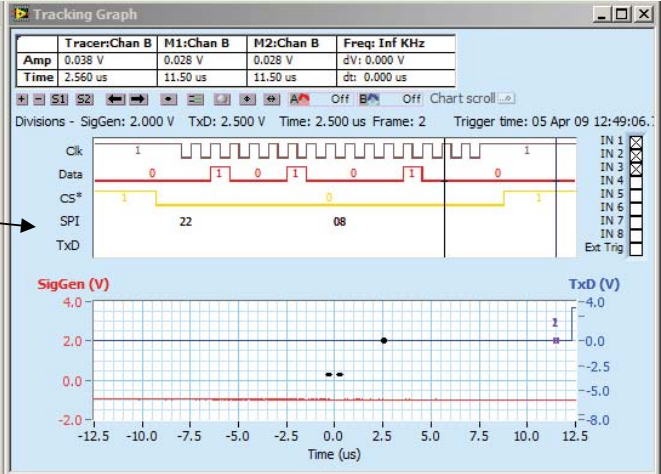 Tracking Graph
Tracer:Chan B M1:Chan B M2:Chan B Freq: Inf KHz
Amp 0.038 V 0.028 V 0.028 V dV: 0.000 V
Time 2.560 us 11.50 us 11.50 us dt: 0.000 us
+ - S1 S2 A Off B Off Chart scroll
Divisions - SigGen: 2.000 V TxD: 2.500 V Time: 2.500 us Frame: 2 Trigger time: 05 Apr 09 12:49:06.
Clk 1 1 IN 1
Data 0 1 0 1 0 1 0 IN 2
IN 3
IN 4
CS* 1 0 1 IN 5
SPI 22 08 IN 6
IN 7
TxD IN 8
Ext Trig
SigGen (V) TxD (V)
4.0 4.0
2.0 0.0
-2.5
0.0 -5.0
-2.0 -8.0
-12.5 -10.0 -7.5 -5.0 -2.5 0.0 2.5 5.0 7.5 10.0 12.5
Time (us)